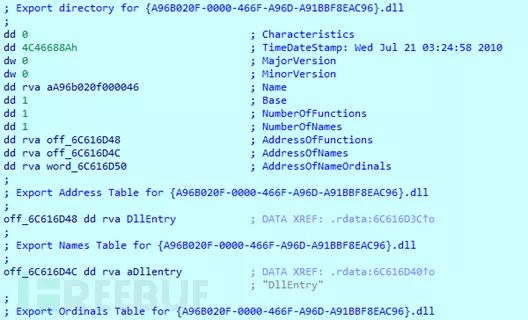 ; Export directory for {A96B020F-0000-466F-A96D-A91BBF8EAC96}.dll
;
dd 0 ; Characteristics
dd 4C46688Ah ; TimeDateStamp: Wed Jul 21 03:24:58 2010
dw 0 ; MajorVersion
dw 0 ; MinorVersion
dd rva aA96b020f000046 ; Name
dd 1 ; Base
dd 1 ; NumberOfFunctions
dd 1 ; NumberOfNames
dd rva off_6C616D48 ; AddressOfFunctions
dd rva off_6C616D4C ; AddressOfNames
dd rva word_6C616D50 ; AddressOfNameOrdinals
;
; Export Address Table for {A96B020F-0000-466F-A96D-A91BBF8EAC96}.dll
;
off_6C616D48 dd rva DllEntry ; DATA XREF: .rdata:6C616D3C↑o
;
; Export Names Table for {A96B020F-0000-466F-A96D-A91BBF8EAC96}.dll
;
off_6C616D4C dd rva aDllentry ; DATA XREF: .rdata:6C616D40↑o
; "DllEntry"
;
; Export Ordinals Table for {A96B020F-0000-466F-A96D-A91BBF8EAC96}.dll
FREEBUF